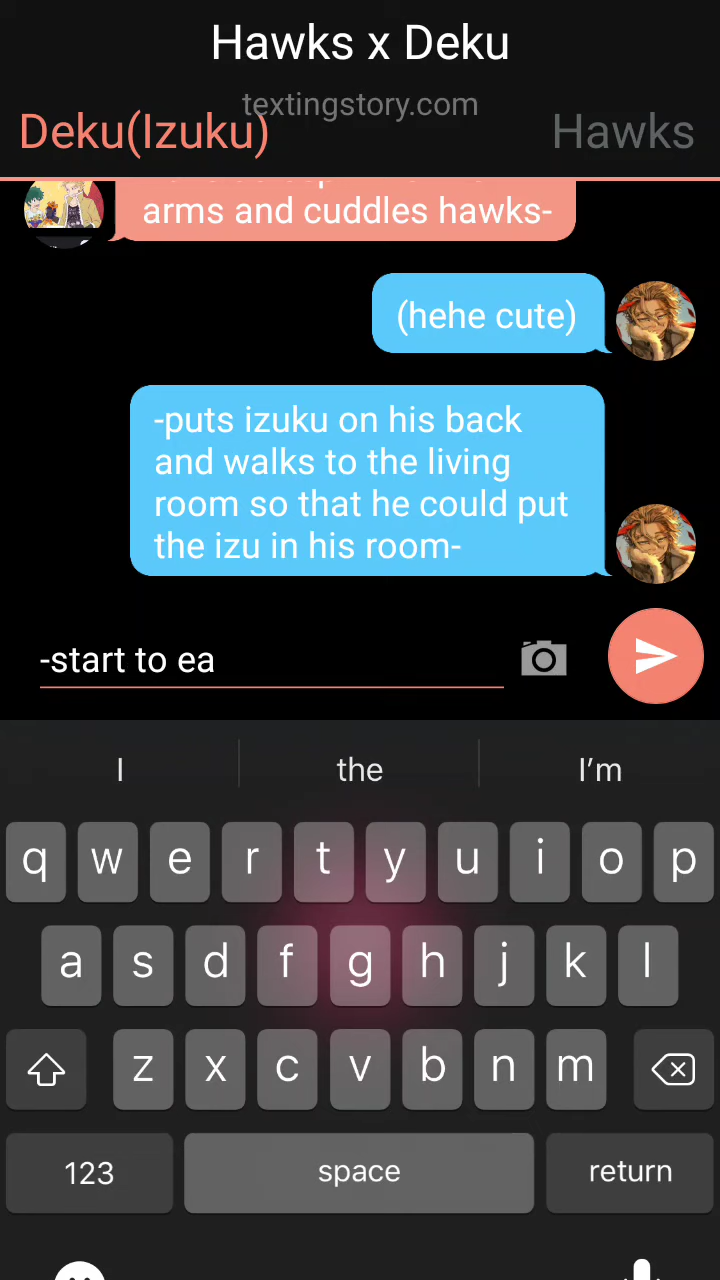 Hawks x Deku
textingstory.com
Deku(Izuku)
Hawks
arms and cuddles hawks-
(hehe cute)
-puts izuku on his back
and walks to the living
room so that he could put
the izu in his room-
-start to ea
I the I'm
q w e r t y u i o p
a s d f g h j k l
z x c v b n m
123 space return